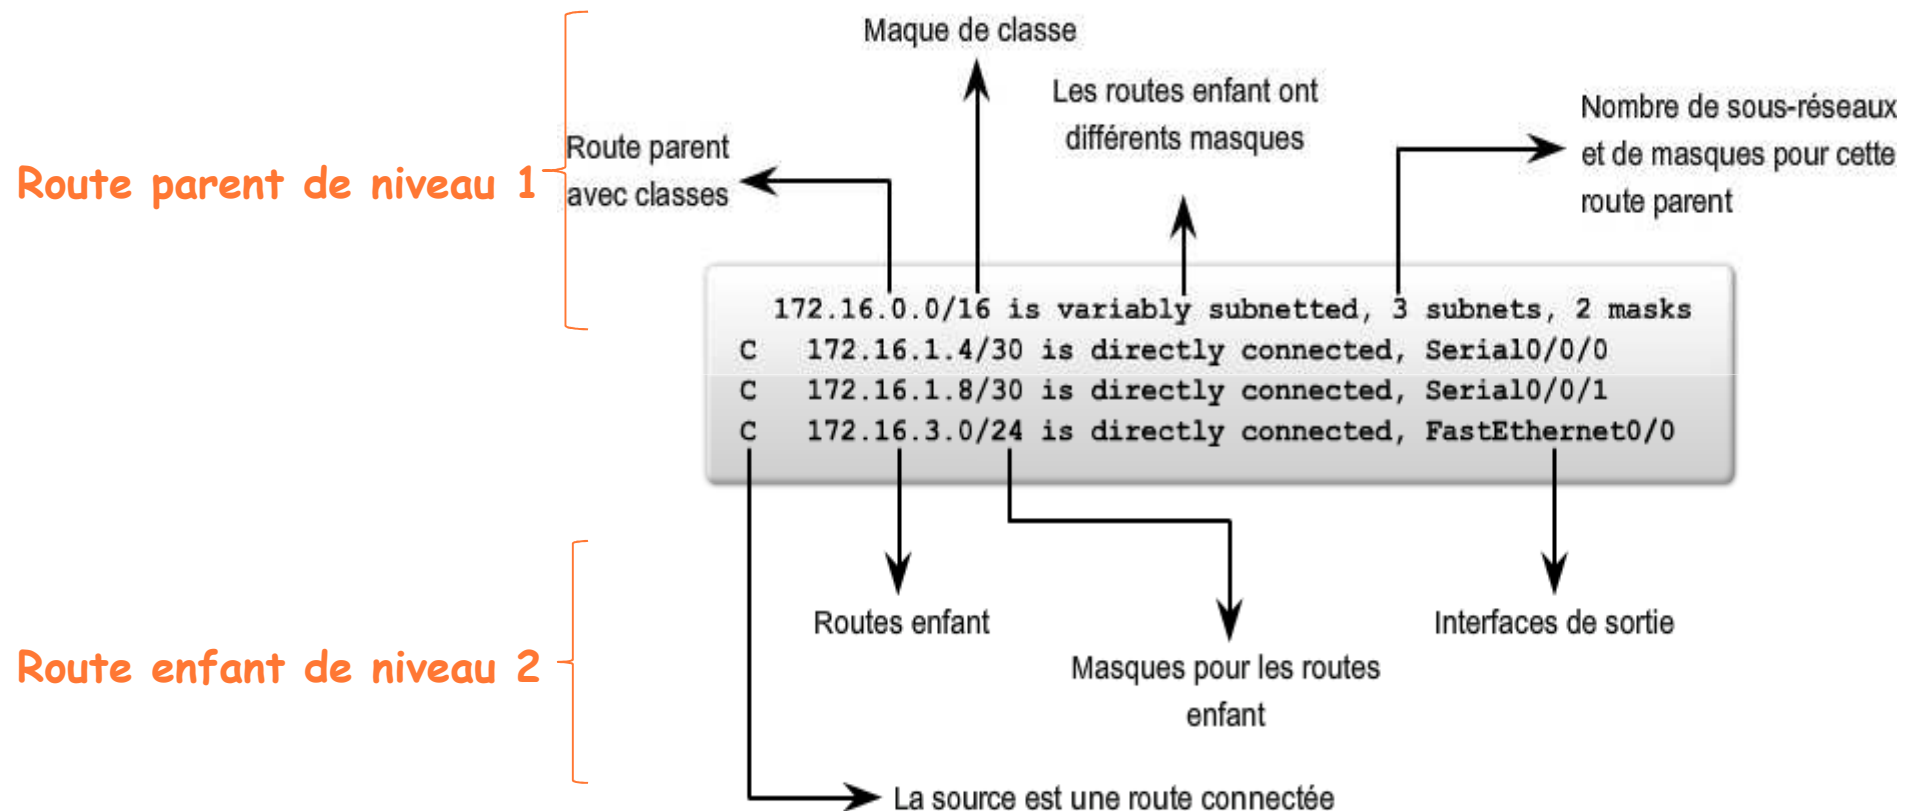 Maque de classe
Les routes enfant ont
différents masques
Nombre de sous-réseaux
et de masques pour cette
route parent
Route parent
avec classes
Route parent de niveau 1
172.16.0.0/16 is variably subnetted, 3 subnets, 2 masks
C 172.16.1.4/30 is directly connected, Serial0/0/0
C 172.16.1.8/30 is directly connected, Serial0/0/1
C 172.16.3.0/24 is directly connected, FastEthernet0/0
Routes enfant
Interfaces de sortie
Route enfant de niveau 2
Masques pour les routes
enfant
La source est une route connectée